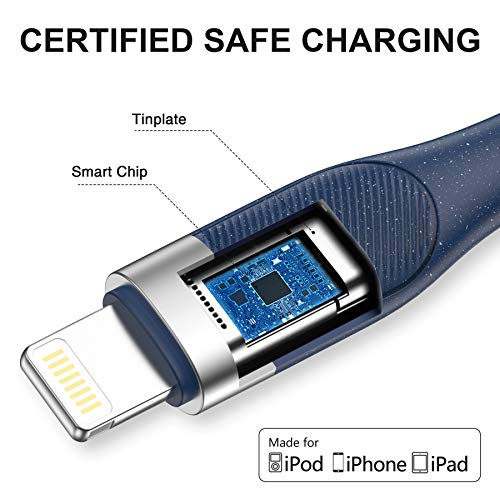 CERTIFIED SAFE CHARGING
Tinplate
Smart Chip
Made for
iPod iPhone iPad